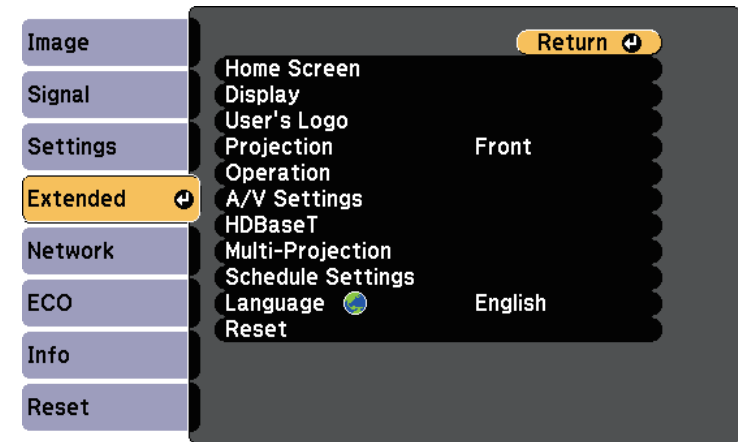 Image
Signal
Settings
Extended
Network
ECO
Info
Reset
Return
Home Screen
Display
User's Logo
Projection Front
Operation
A/V Settings
HDBaseT
Multi-Projection
Schedule Settings
Language English
Reset